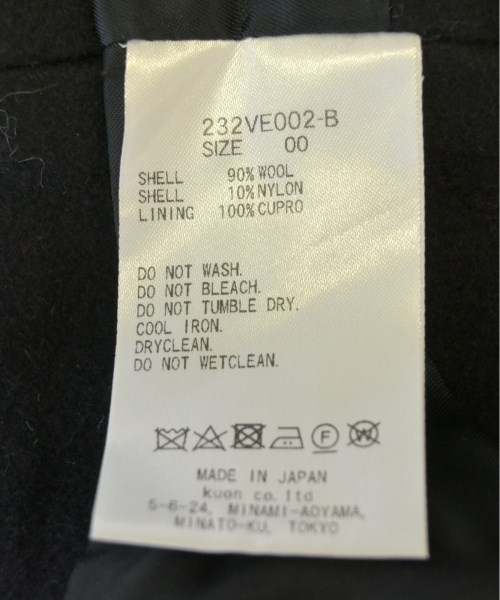 232VE002-B
SIZE 00
SHELL 90% WOOL
SHELL 10% NYLON
LINING 100% CUPRO
DO NOT WASH.
DO NOT BLEACH.
DO NOT TUMBLE DRY.
COOL IRON.
DRYCLEAN.
DO NOT WETCLEAN.
F W
MADE IN JAPAN
kuon co. ltd
5-6-24, MINAMI-AOYAMA,
MINATO-KU, TOKYO